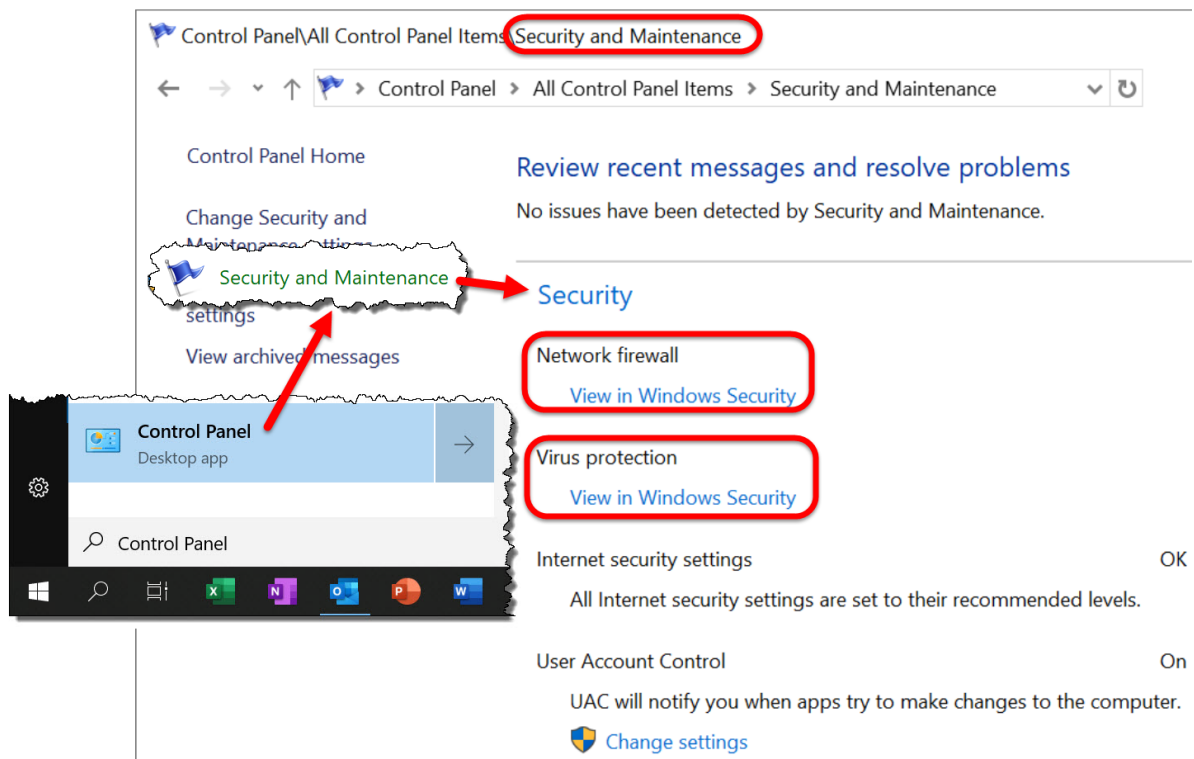 Control Panel\All Control Panel Items\Security and Maintenance
Control Panel > All Control Panel Items > Security and Maintenance
Control Panel Home
Change Security and
Maintenance settings
Security and Maintenance
settings
View archived messages
Control Panel
Desktop app
Control Panel
X
N
O
P
W
Review recent messages and resolve problems
No issues have been detected by Security and Maintenance.
Security
Network firewall
View in Windows Security
Virus protection
View in Windows Security
Internet security settings OK
All Internet security settings are set to their recommended levels.
User Account Control On
UAC will notify you when apps try to make changes to the computer.
Change settings